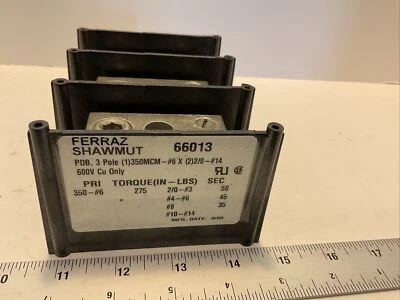 FERRAZ
SHAWMUT 66013
PDB, 3 Pole (1)350MCM-#6 X (2)2/0-#14
600V Cu Only
PRI TORQUE(IN-LBS) SEC
350-#6 275 2/0-#3 50
#4-#6 45
#8 35
#10-#14
MFG. DATE:
10 11 12 13 14 15 16 17